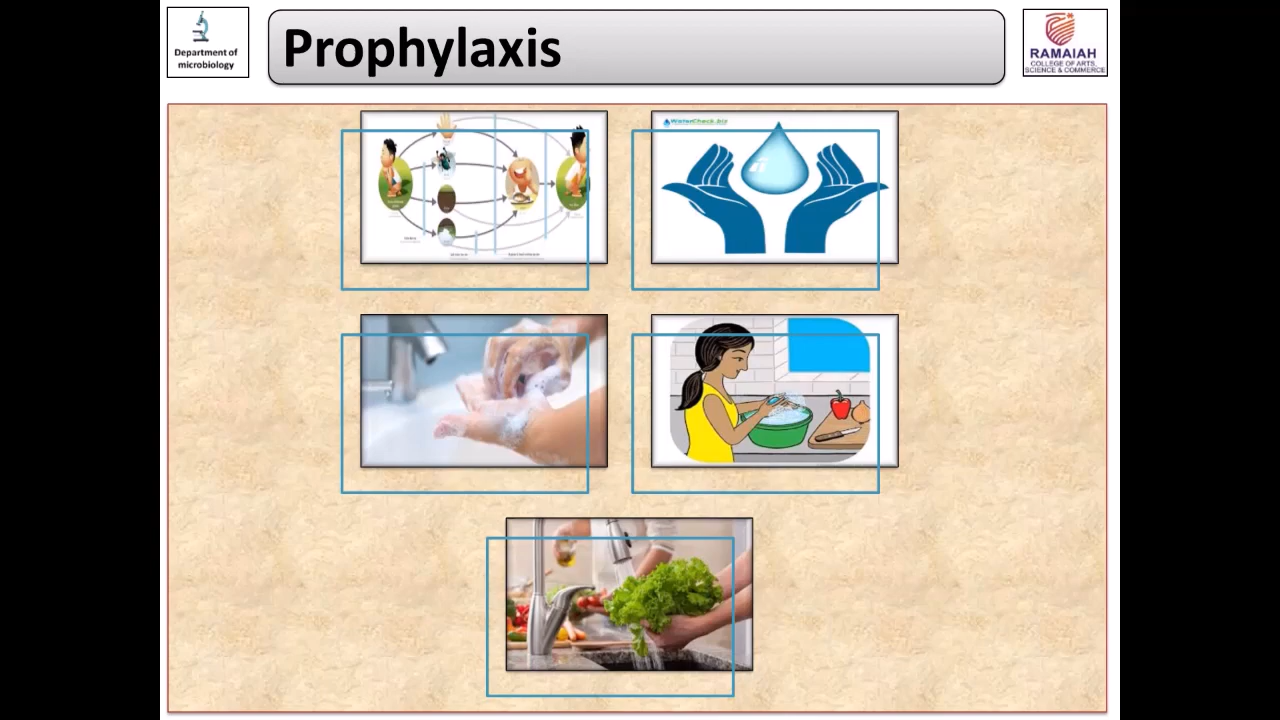 Department of
microbiology
Prophylaxis
RAMAIAH
COLLEGE OF ARTS,
SCIENCE & COMMERCE
WaterCheck.biz